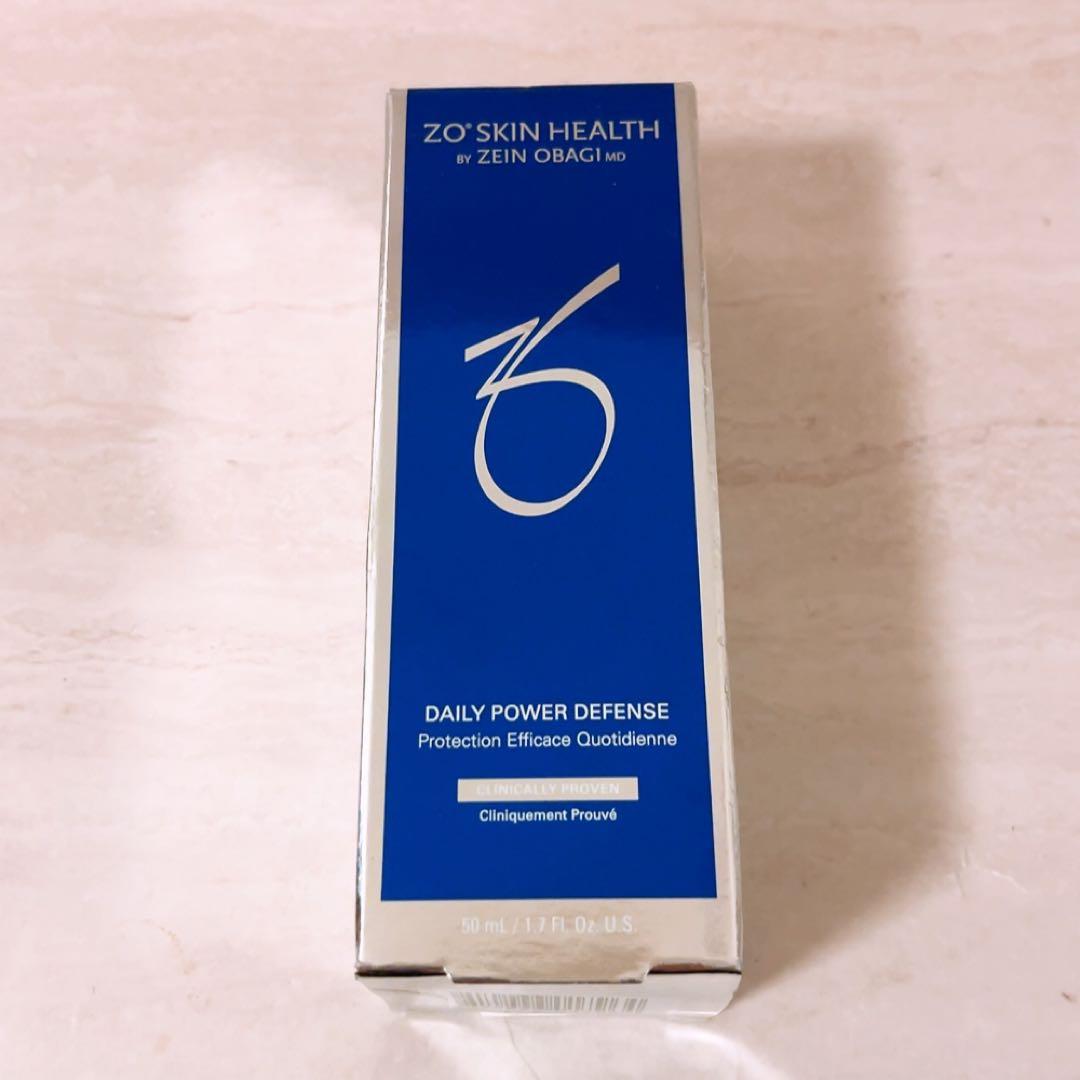 ZO® SKIN HEALTH
BY ZEIN OBAGI MD
ZO
DAILY POWER DEFENSE
Protection Efficace Quotidienne
CLINICALLY PROVEN
Cliniquement Prouvé
50 mL / 1.7 Fl. Oz. U.S.